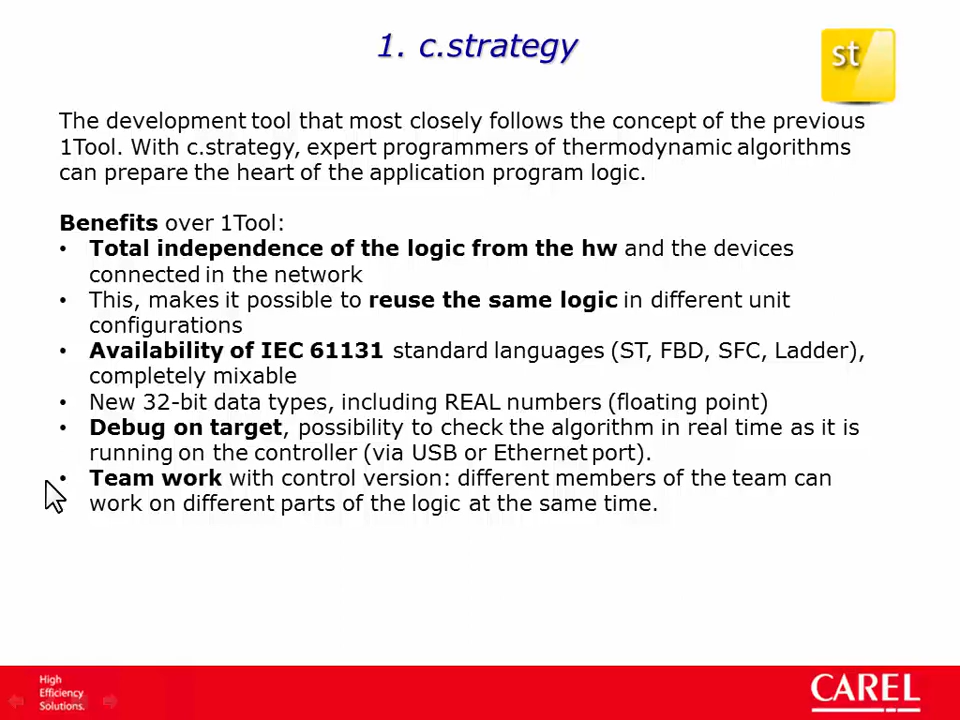 1. c.strategy
st
The development tool that most closely follows the concept of the previous
1Tool. With c.strategy, expert programmers of thermodynamic algorithms
can prepare the heart of the application program logic.
Benefits over 1Tool:
• Total independence of the logic from the hw and the devices
connected in the network
• This, makes it possible to reuse the same logic in different unit
configurations
• Availability of IEC 61131 standard languages (ST, FBD, SFC, Ladder),
completely mixable
• New 32-bit data types, including REAL numbers (floating point)
• Debug on target, possibility to check the algorithm in real time as it is
running on the controller (via USB or Ethernet port).
• Team work with control version: different members of the team can
work on different parts of the logic at the same time.
High
Efficiency
Solutions.
CAREL